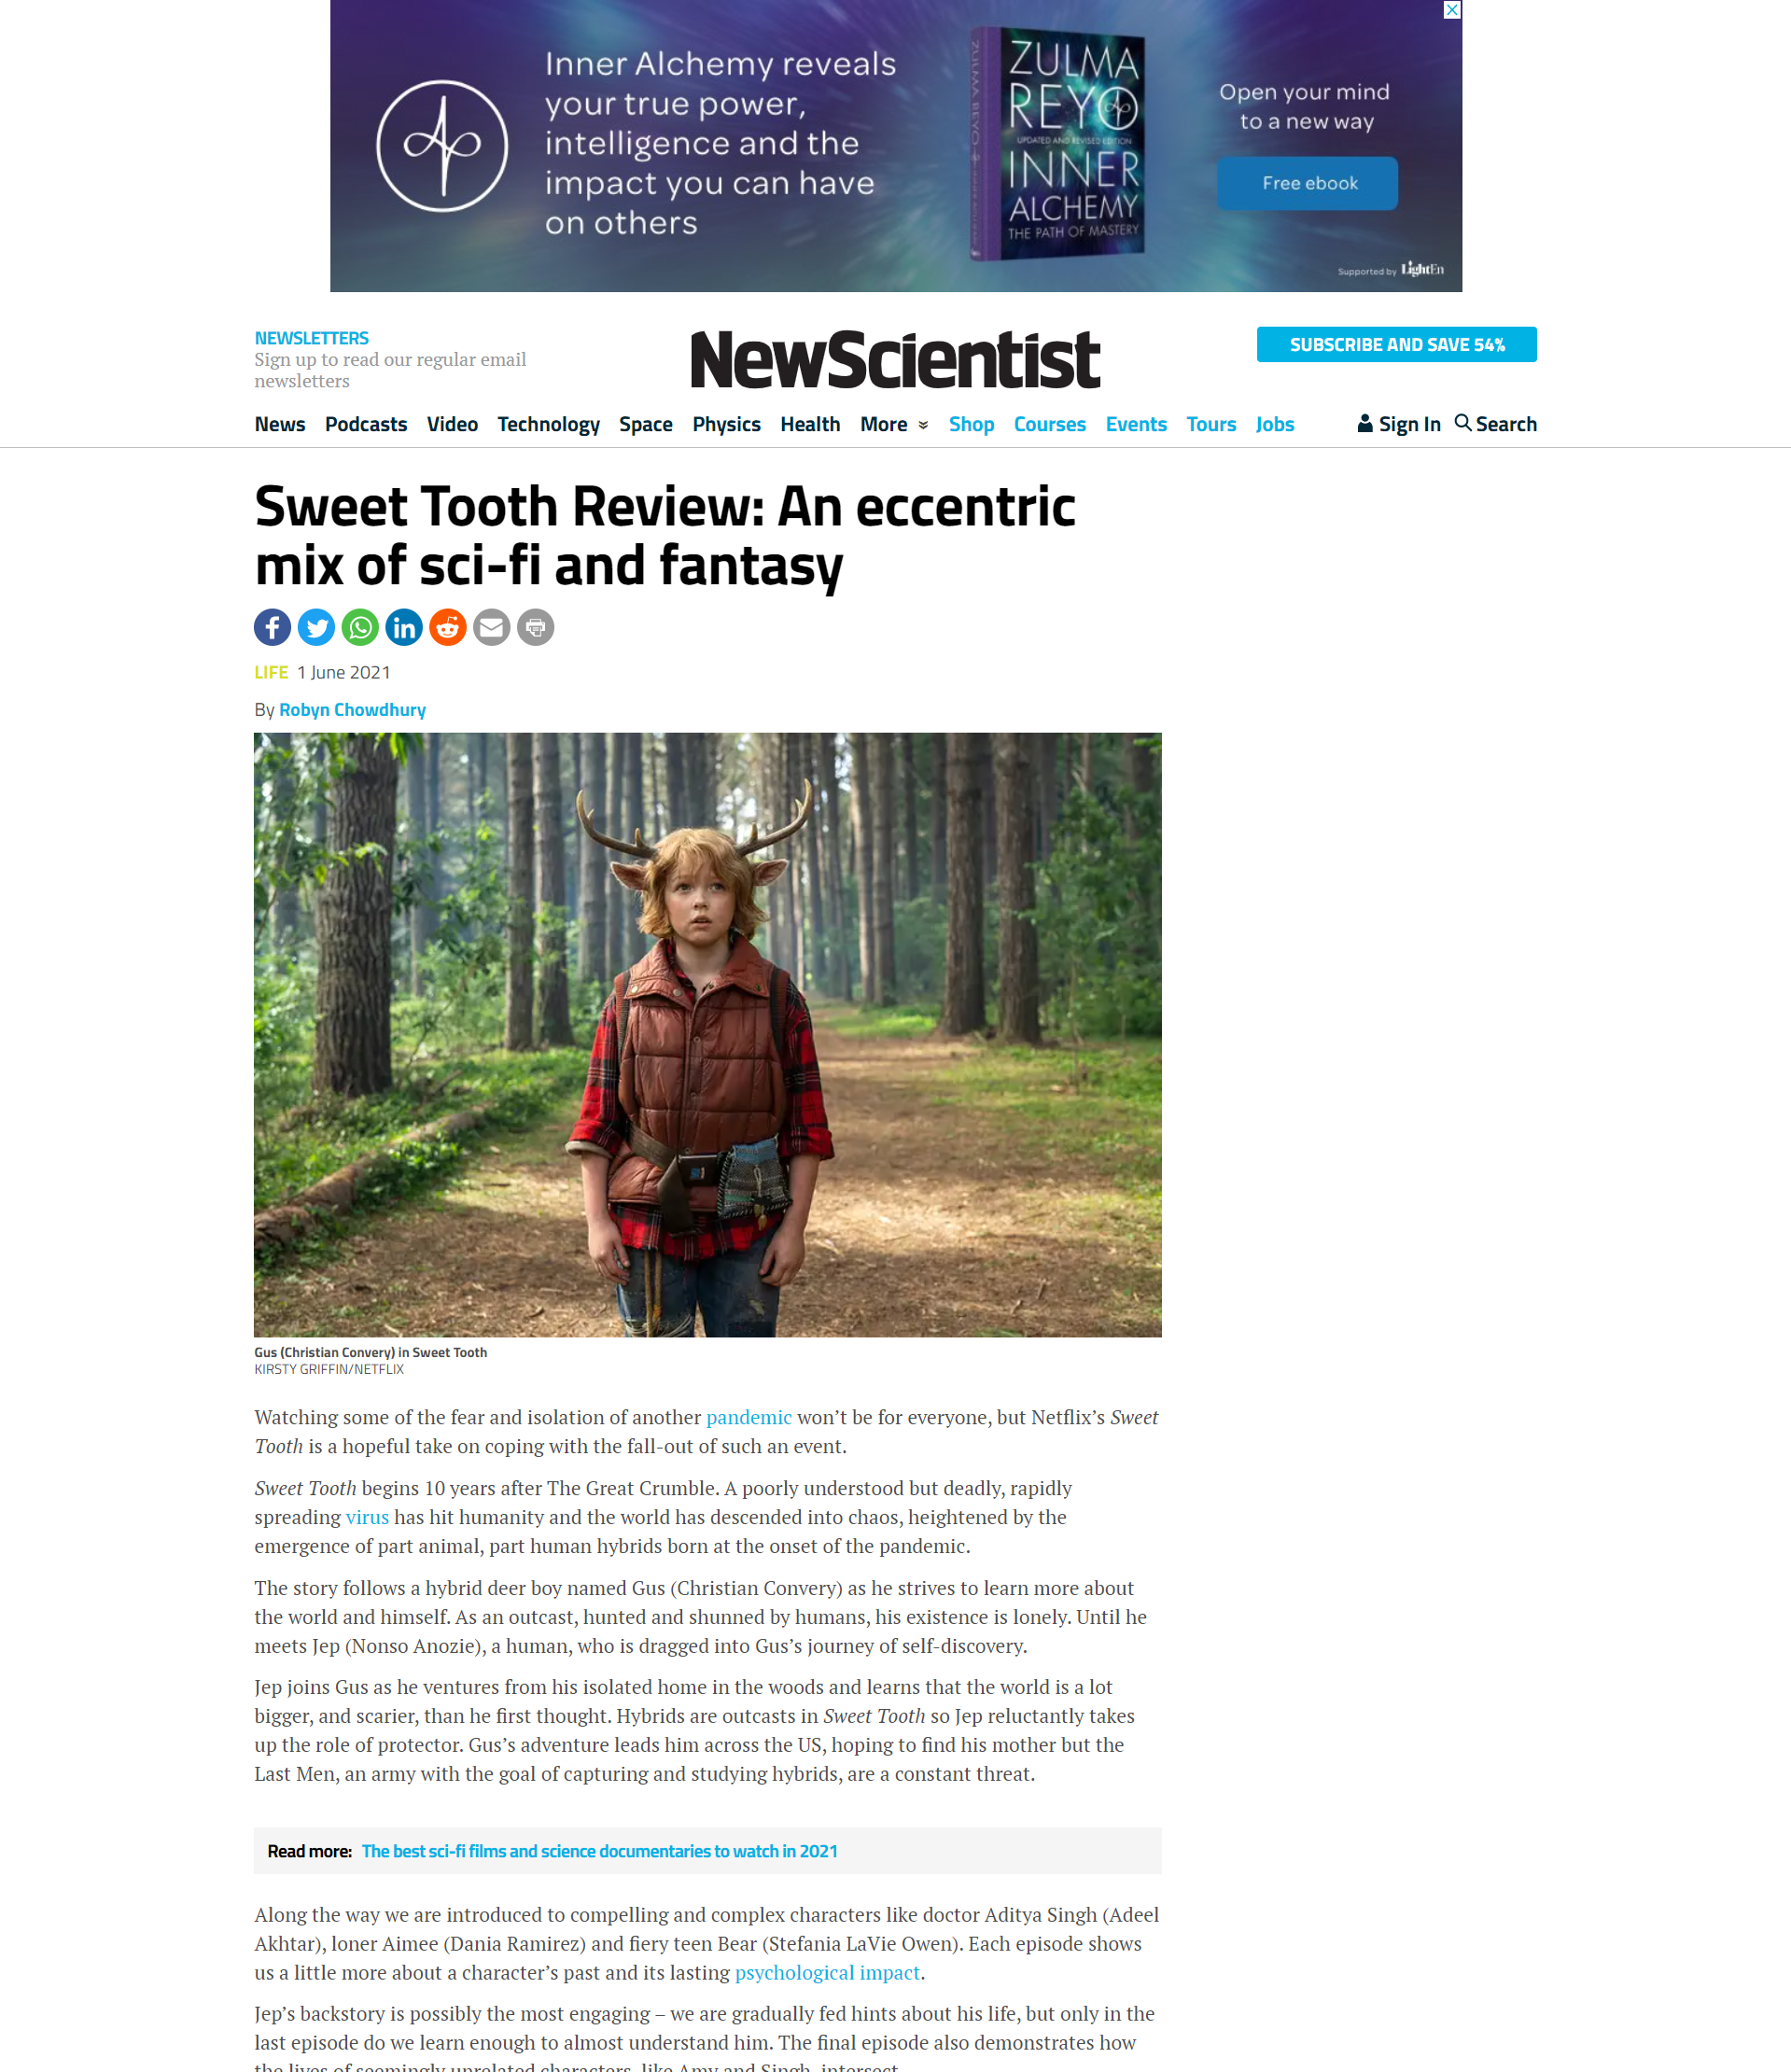 Inner Alchemy reveals
your true power,
intelligence and the
impact you can have
on others
ZULMA REYO
ZULMA
REYO
UPDATED AND REVISED EDITION
INNER
ALCHEMY
THE PATH OF MASTERY
Open your mind
to a new way
Free ebook
Supported by LightEn
NEWSLETTERS
Sign up to read our regular email
newsletters
NewScientist
SUBSCRIBE AND SAVE 54%
News Podcasts Video Technology Space Physics Health More Shop Courses Events Tours Jobs Sign In Search
Sweet Tooth Review: An eccentric
mix of sci-fi and fantasy
LIFE 1 June 2021
By Robyn Chowdhury
Gus (Christian Convery) in Sweet Tooth
KIRSTY GRIFFIN/NETFLIX
Watching some of the fear and isolation of another pandemic won’t be for everyone, but Netflix’s Sweet
Tooth is a hopeful take on coping with the fall-out of such an event.
Sweet Tooth begins 10 years after The Great Crumble. A poorly understood but deadly, rapidly
spreading virus has hit humanity and the world has descended into chaos, heightened by the
emergence of part animal, part human hybrids born at the onset of the pandemic.
The story follows a hybrid deer boy named Gus (Christian Convery) as he strives to learn more about
the world and himself. As an outcast, hunted and shunned by humans, his existence is lonely. Until he
meets Jep (Nonso Anozie), a human, who is dragged into Gus’s journey of self-discovery.
Jep joins Gus as he ventures from his isolated home in the woods and learns that the world is a lot
bigger, and scarier, than he first thought. Hybrids are outcasts in Sweet Tooth so Jep reluctantly takes
up the role of protector. Gus’s adventure leads him across the US, hoping to find his mother but the
Last Men, an army with the goal of capturing and studying hybrids, are a constant threat.
Read more: The best sci-fi films and science documentaries to watch in 2021
Along the way we are introduced to compelling and complex characters like doctor Aditya Singh (Adeel
Akhtar), loner Aimee (Dania Ramirez) and fiery teen Bear (Stefania LaVie Owen). Each episode shows
us a little more about a character’s past and its lasting psychological impact.
Jep’s backstory is possibly the most engaging – we are gradually fed hints about his life, but only in the
last episode do we learn enough to almost understand him. The final episode also demonstrates how
the lives of seemingly unrelated characters, like Amy and Singh, intersect.